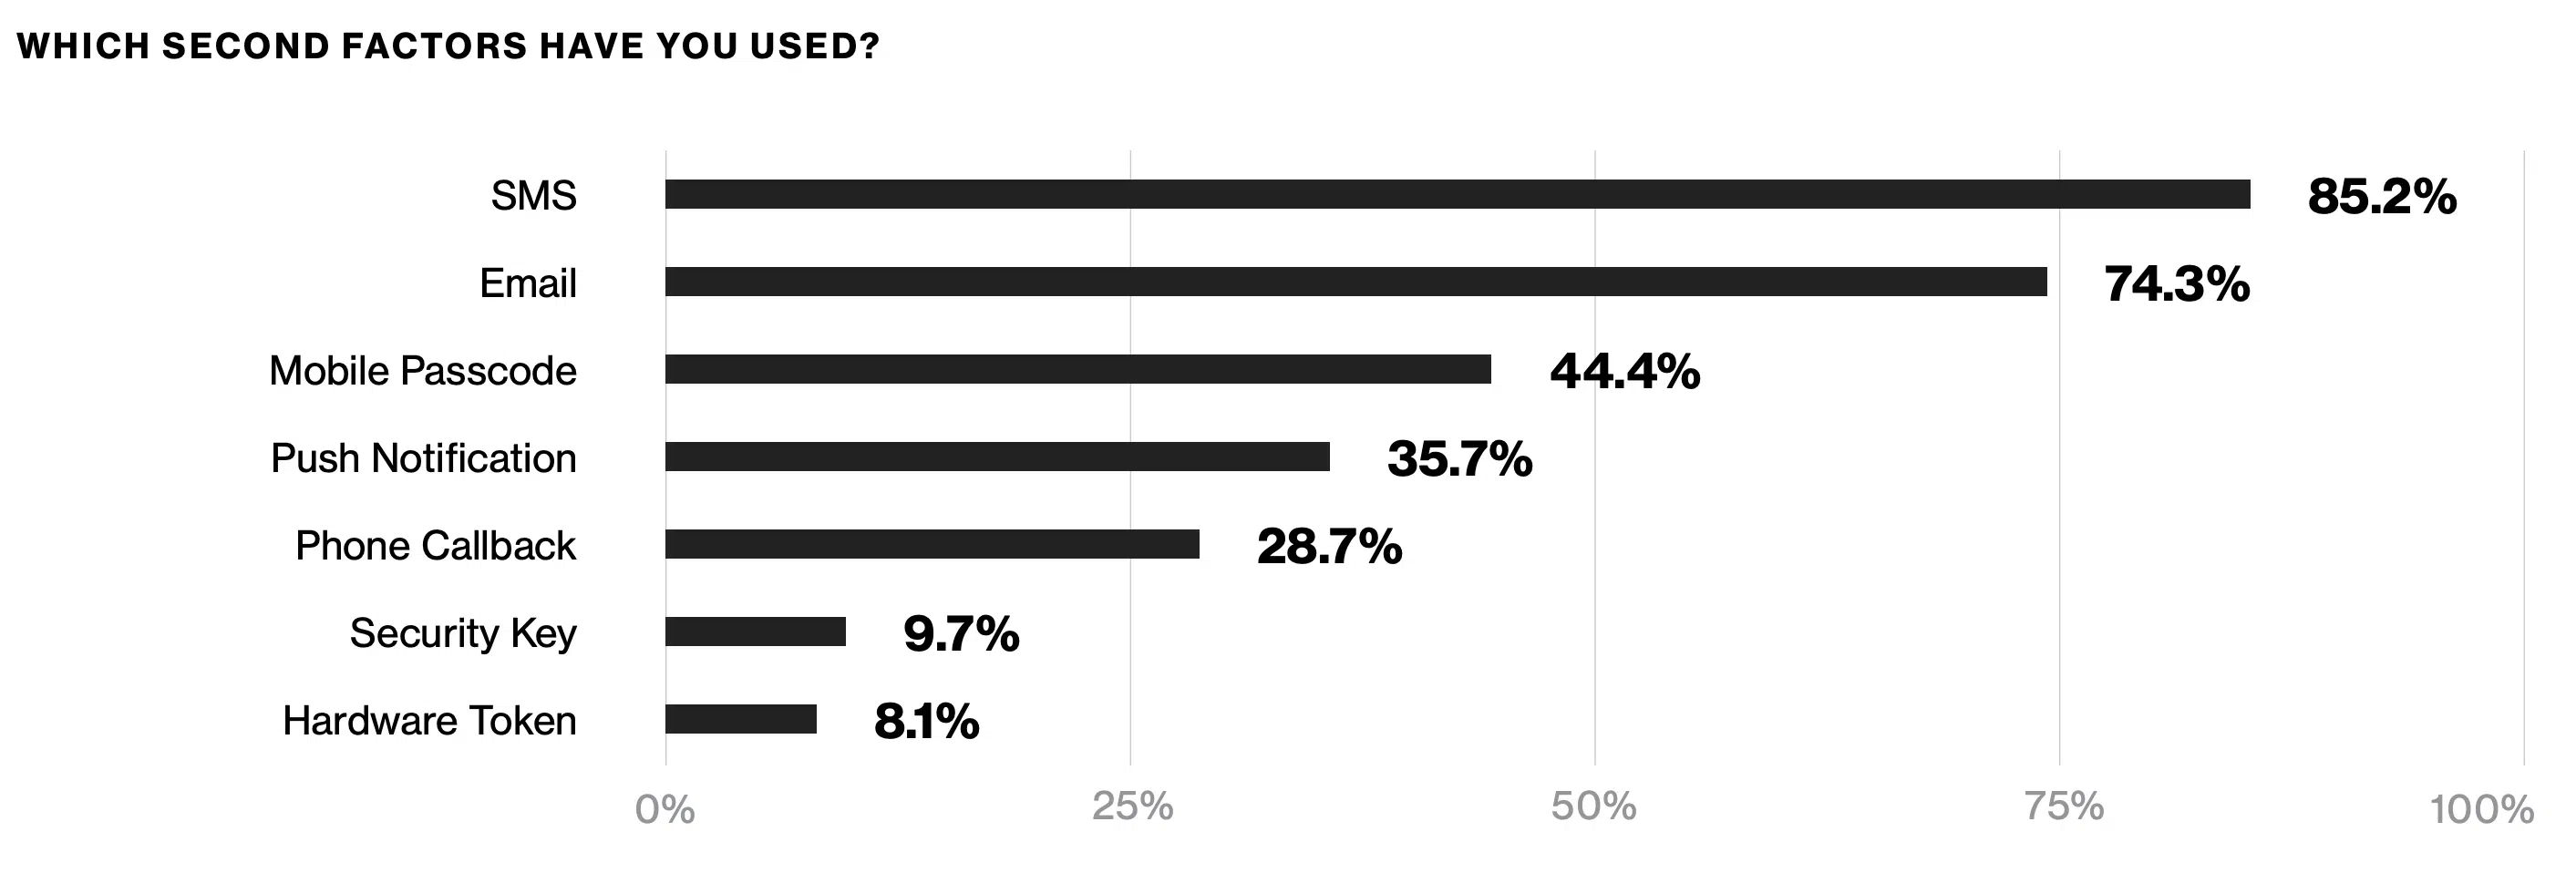 WHICH SECOND FACTORS HAVE YOU USED?
SMS 85.2%
Email 74.3%
Mobile Passcode 44.4%
Push Notification 35.7%
Phone Callback 28.7%
Security Key 9.7%
Hardware Token 8.1%
0% 25% 50% 75% 100%